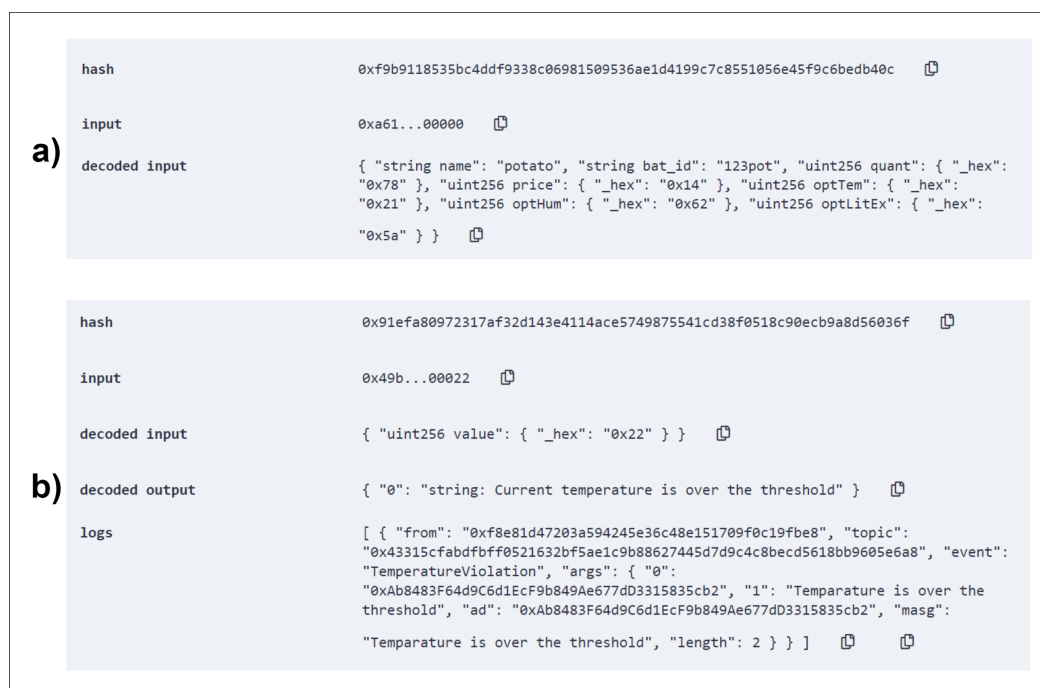 a)
hash 0xf9b9118535bc4ddf9338c06981509536ae1d4199c7c8551056e45f9c6bedb40c
input 0xa61...00000
decoded input { "string name": "potato", "string bat_id": "123pot", "uint256 quant": { "_hex":
"0x78" }, "uint256 price": { "_hex": "0x14" }, "uint256 optTem": { "_hex":
"0x21" }, "uint256 optHum": { "_hex": "0x62" }, "uint256 optLitEx": { "_hex":
"0x5a" } }
b)
hash 0x91efa80972317af32d143e4114ace5749875541cd38f0518c90ecb9a8d56036f
input 0x49b...00022
decoded input { "uint256 value": { "_hex": "0x22" } }
decoded output { "0": "string: Current temperature is over the threshold" }
logs [ { "from": "0xf8e81d47203a594245e36c48e151709f0c19fbe8", "topic":
"0x43315cfabdfbff0521632bf5ae1c9b88627445d7d9c4c8becd5618bb9605e6a8", "event":
"TemperatureViolation", "args": { "0":
"0xAb8483F64d9C6d1EcF9b849Ae677dD3315835cb2", "1": "Temparature is over the
threshold", "ad": "0xAb8483F64d9C6d1EcF9b849Ae677dD3315835cb2", "masg":
"Temparature is over the threshold", "length": 2 } } ]